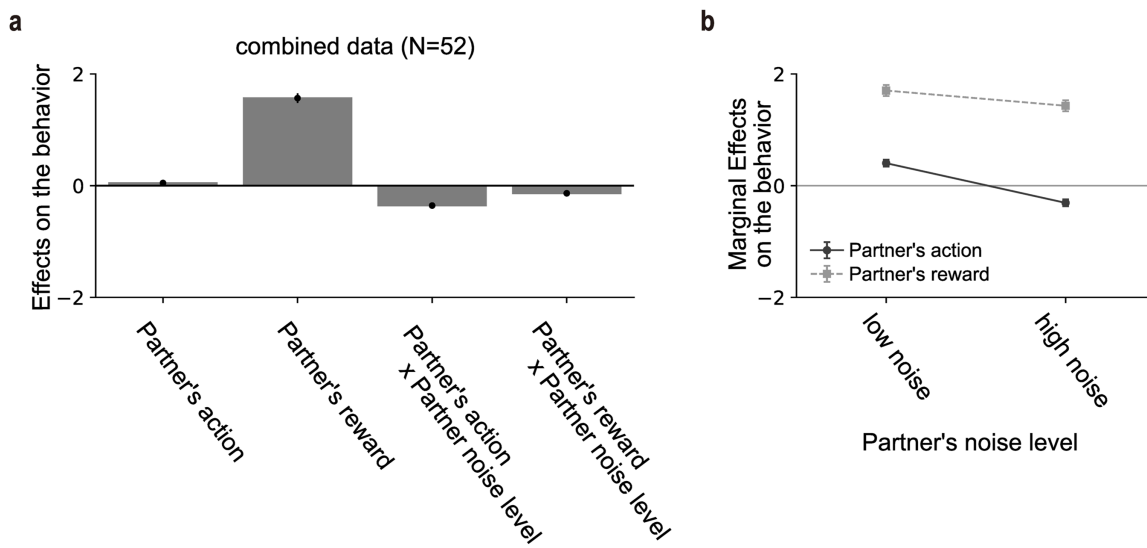 a
combined data (N=52)
Effects on the behavior
2
0
−2
Partner's action
Partner's reward
Partner's action
x Partner noise level
Partner's reward
x Partner noise level
b
Marginal Effects
on the behavior
2
0
−2
Partner's action
Partner's reward
low noise
high noise
Partner's noise level